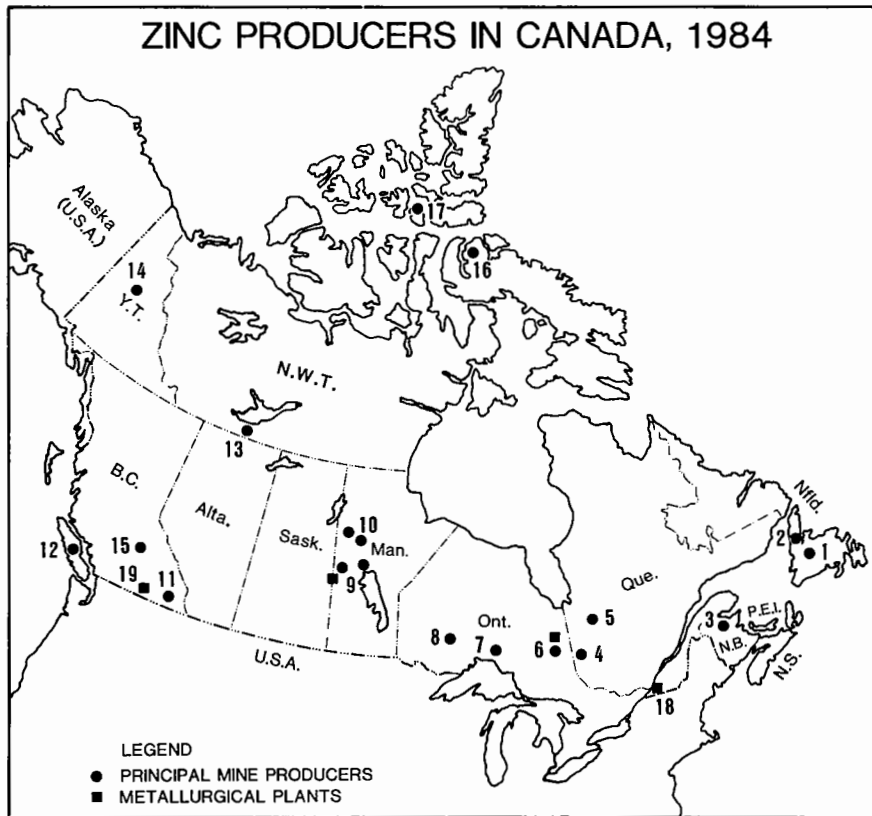 ZINC PRODUCERS IN CANADA, 1984
Alaska
(U.S.A.)
17
16
14
Y.T.
N.W.T.
13
B.C.
Alta.
Sask.
10
Man.
Nfld.
12
15
2
1
19
11
9
Que.
5
P.E.I.
3
Ont.
8
7
6
4
N.B.
N.S.
U.S.A.
18
LEGEND
PRINCIPAL MINE PRODUCERS
METALLURGICAL PLANTS